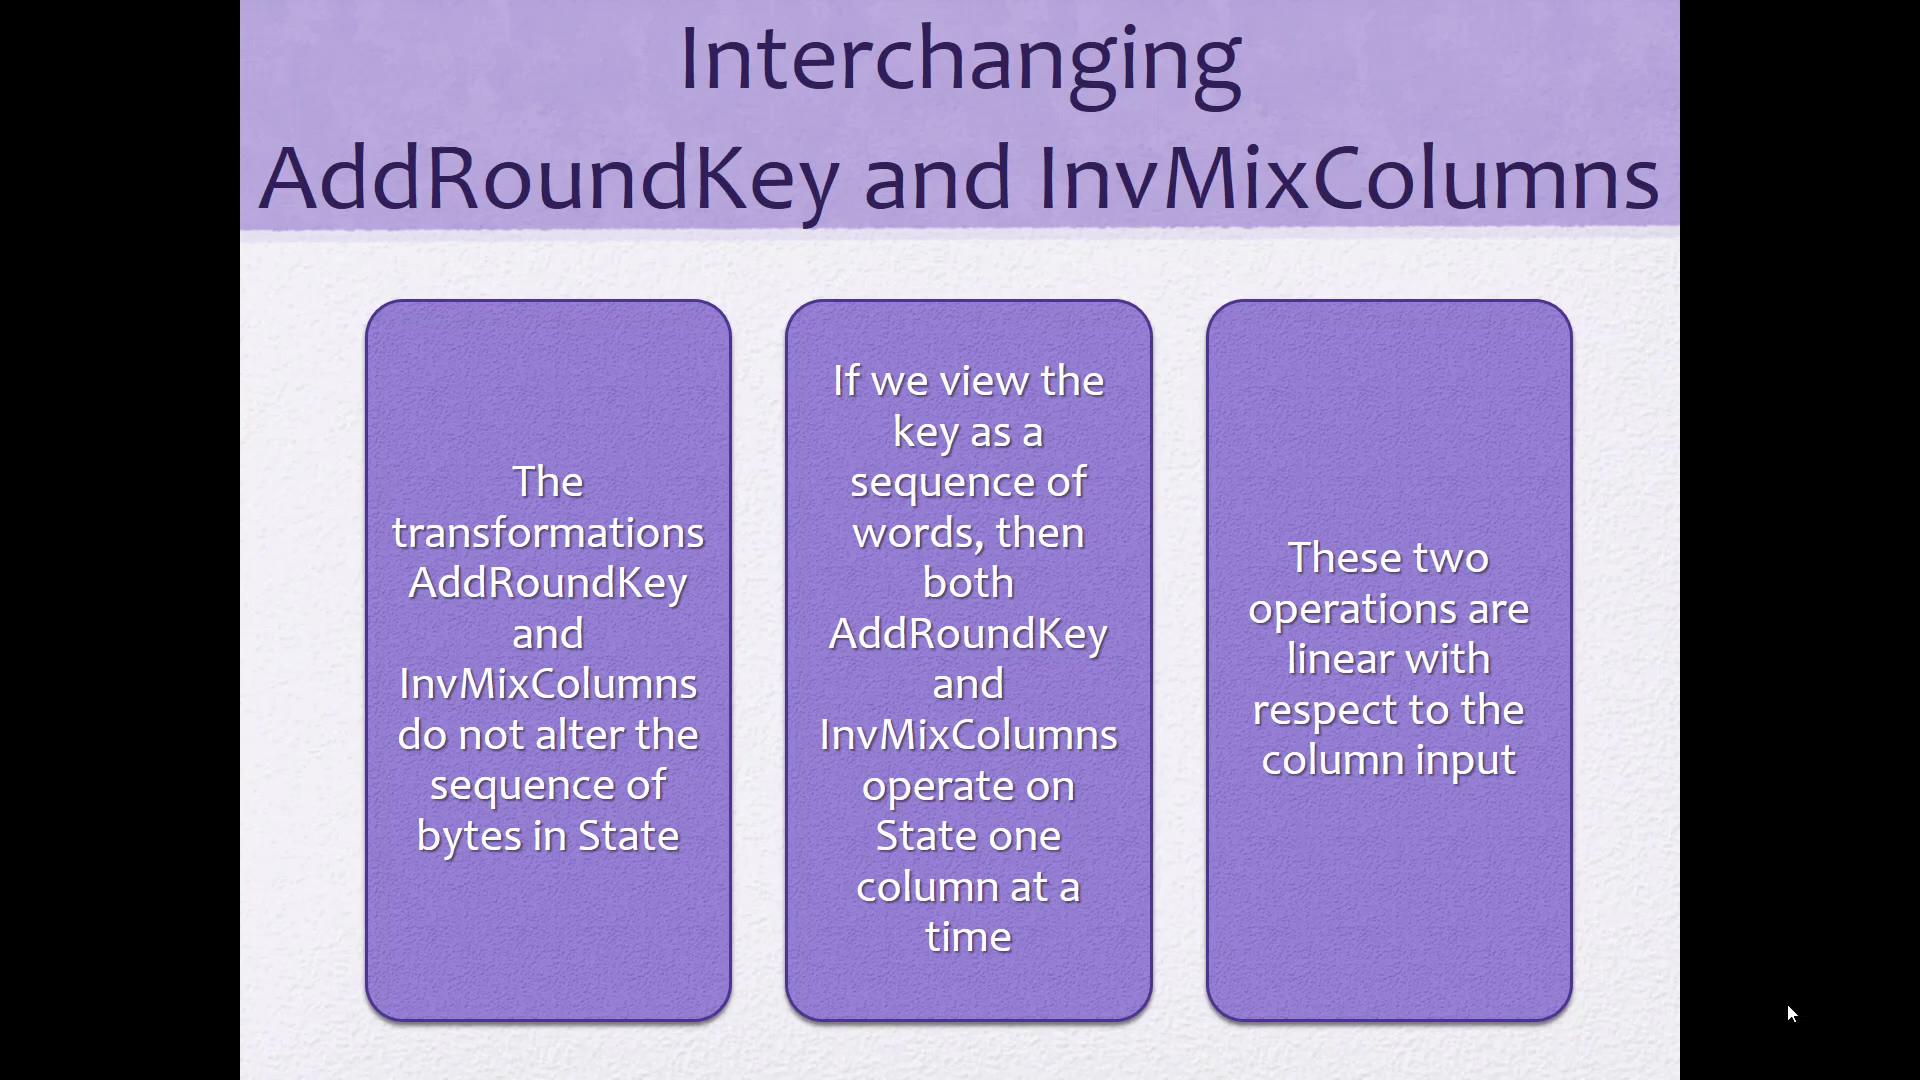 Interchanging
AddRoundKey and InvMixColumns
The
transformations
AddRoundKey
and
InvMixColumns
do not alter the
sequence of
bytes in State
If we view the
key as a
sequence of
words, then
both
AddRoundKey
and
InvMixColumns
operate on
State one
column at a
time
These two
operations are
linear with
respect to the
column input